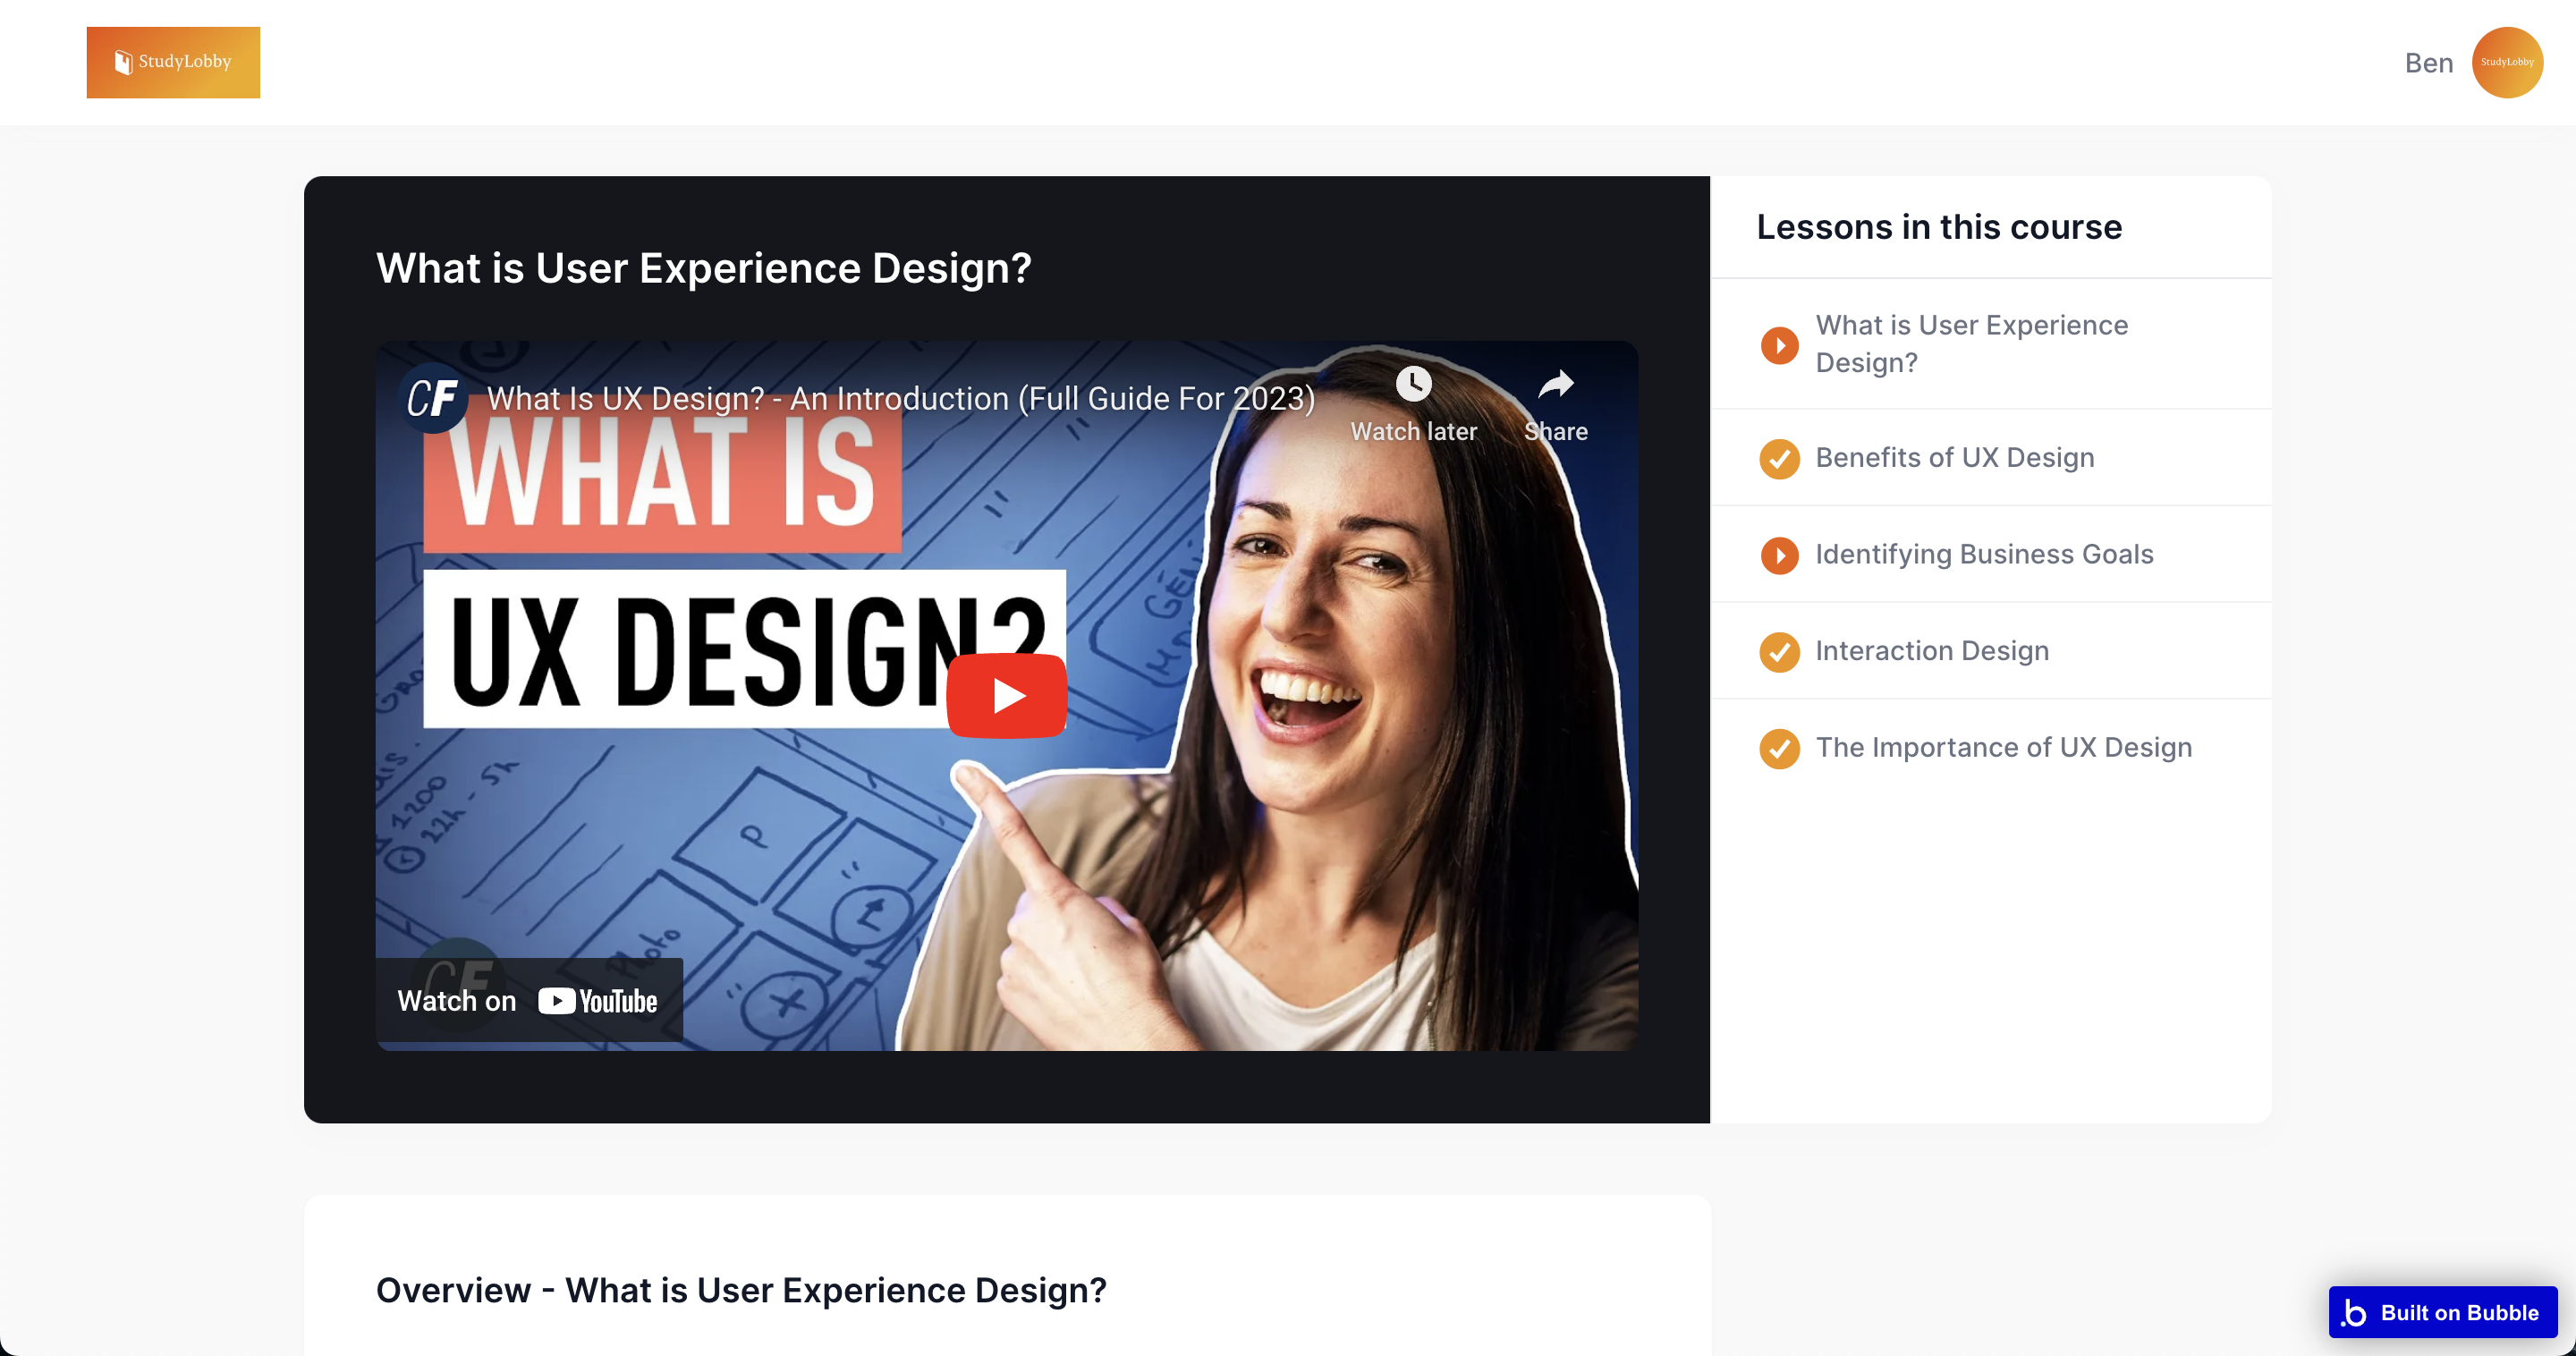 StudyLobby
Ben
StudyLobby
What is User Experience Design?
CF
What Is UX Design? - An Introduction (Full Guide For 2023)
Watch later
Share
WHAT IS
UX DESIGN?
P
Photo
CF
Watch on YouTube
Lessons in this course
What is User Experience
Design?
Benefits of UX Design
Identifying Business Goals
Interaction Design
The Importance of UX Design
Overview - What is User Experience Design?
Built on Bubble